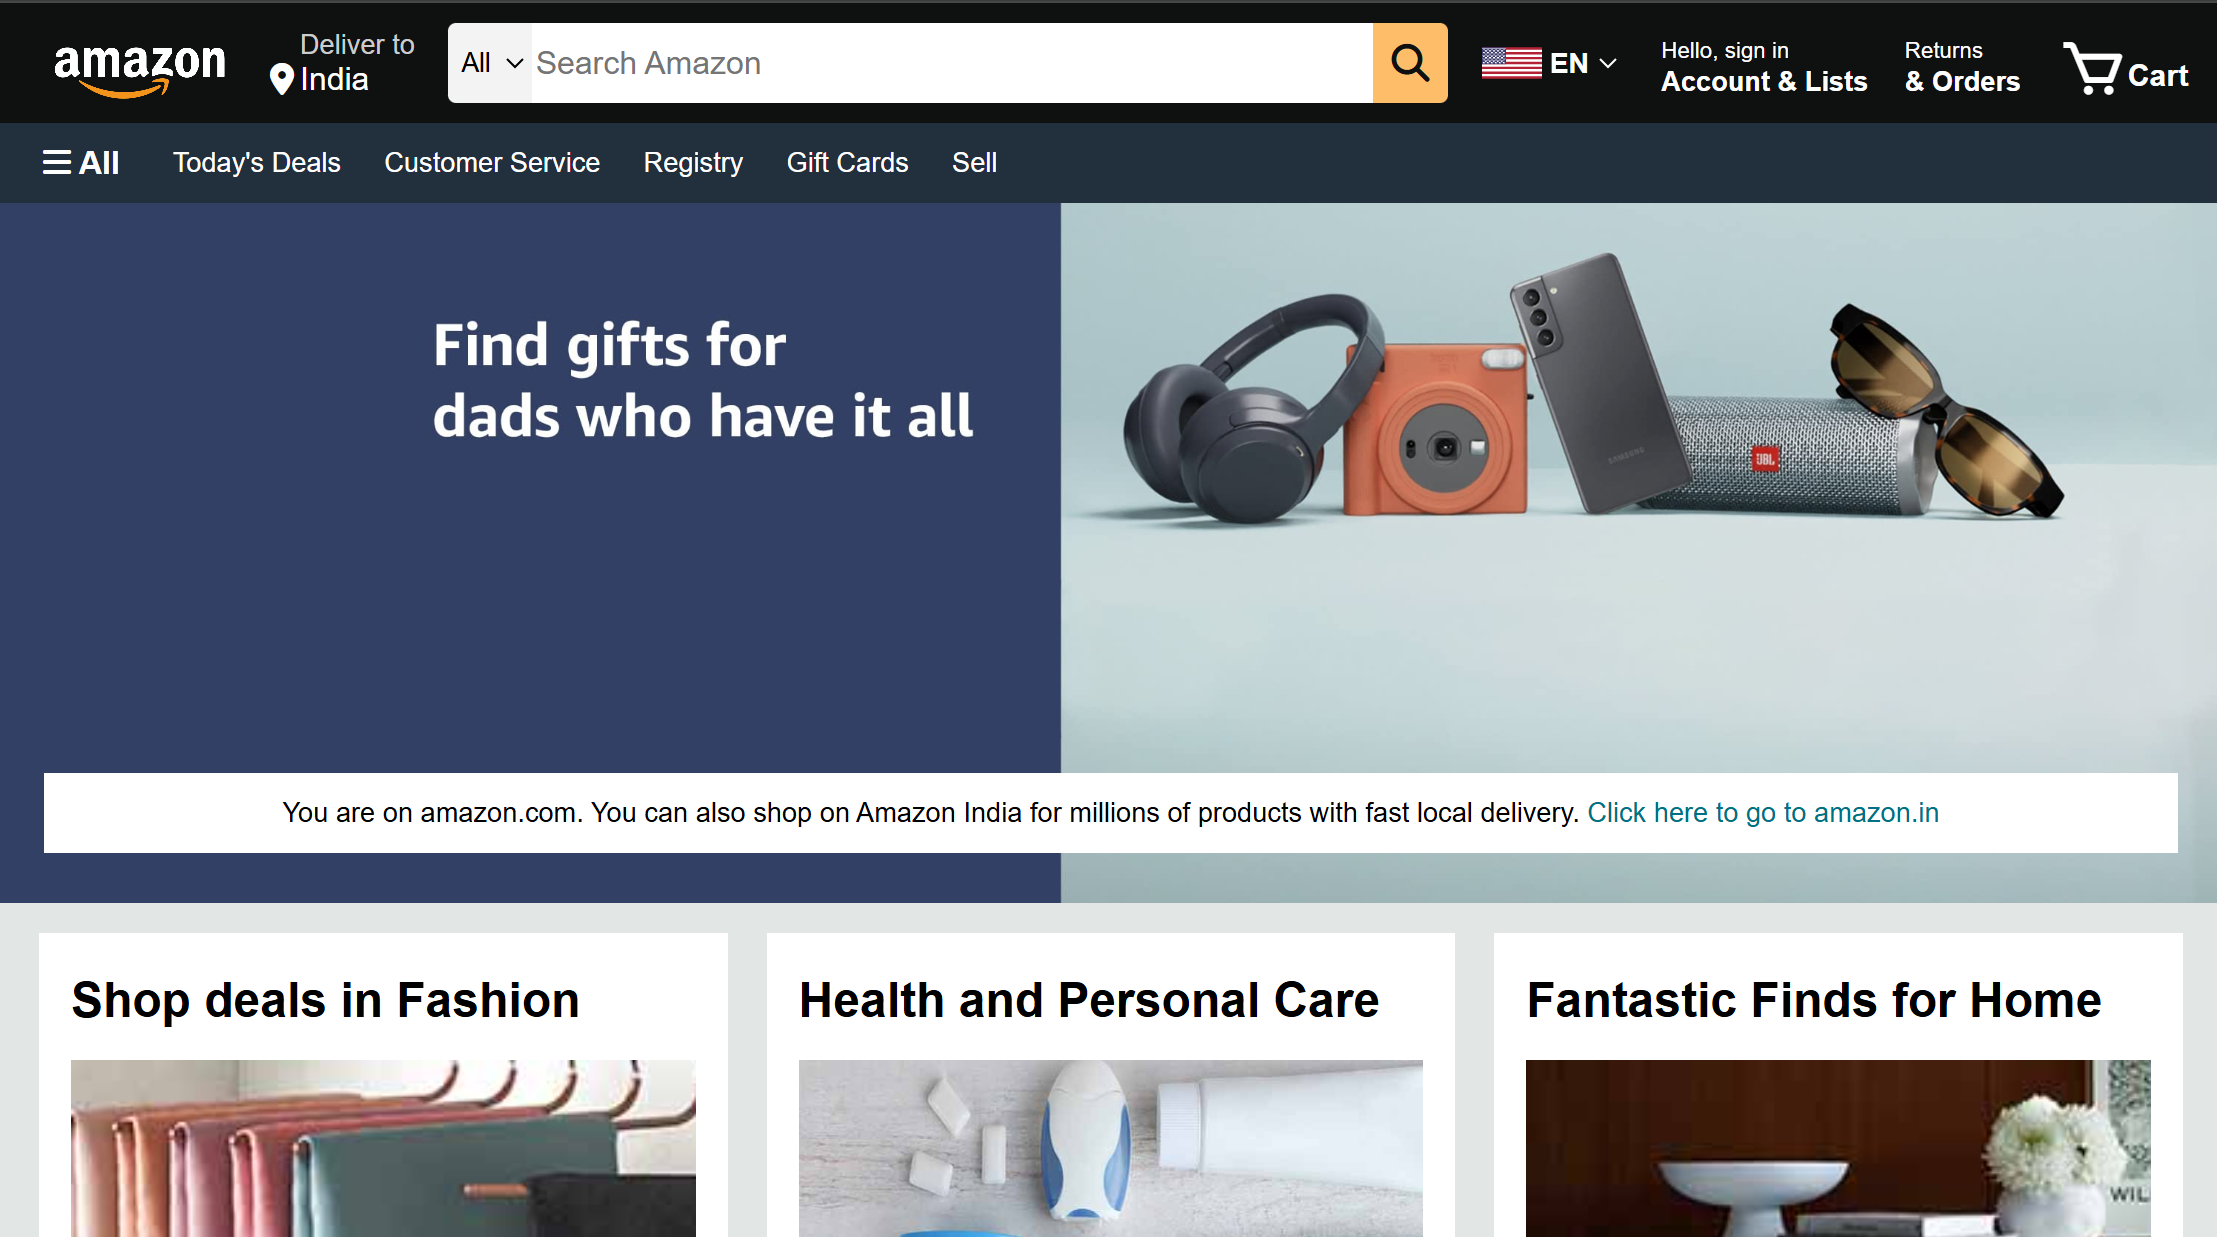 amazon
Deliver to
India
All
Search Amazon
EN
Hello, sign in
Account & Lists
Returns
& Orders
Cart
All
Today's Deals
Customer Service
Registry
Gift Cards
Sell
Find gifts for
dads who have it all
SAMSUNG
JBL
You are on amazon.com. You can also shop on Amazon India for millions of products with fast local delivery. Click here to go to amazon.in
Shop deals in Fashion
Health and Personal Care
Fantastic Finds for Home
WIL